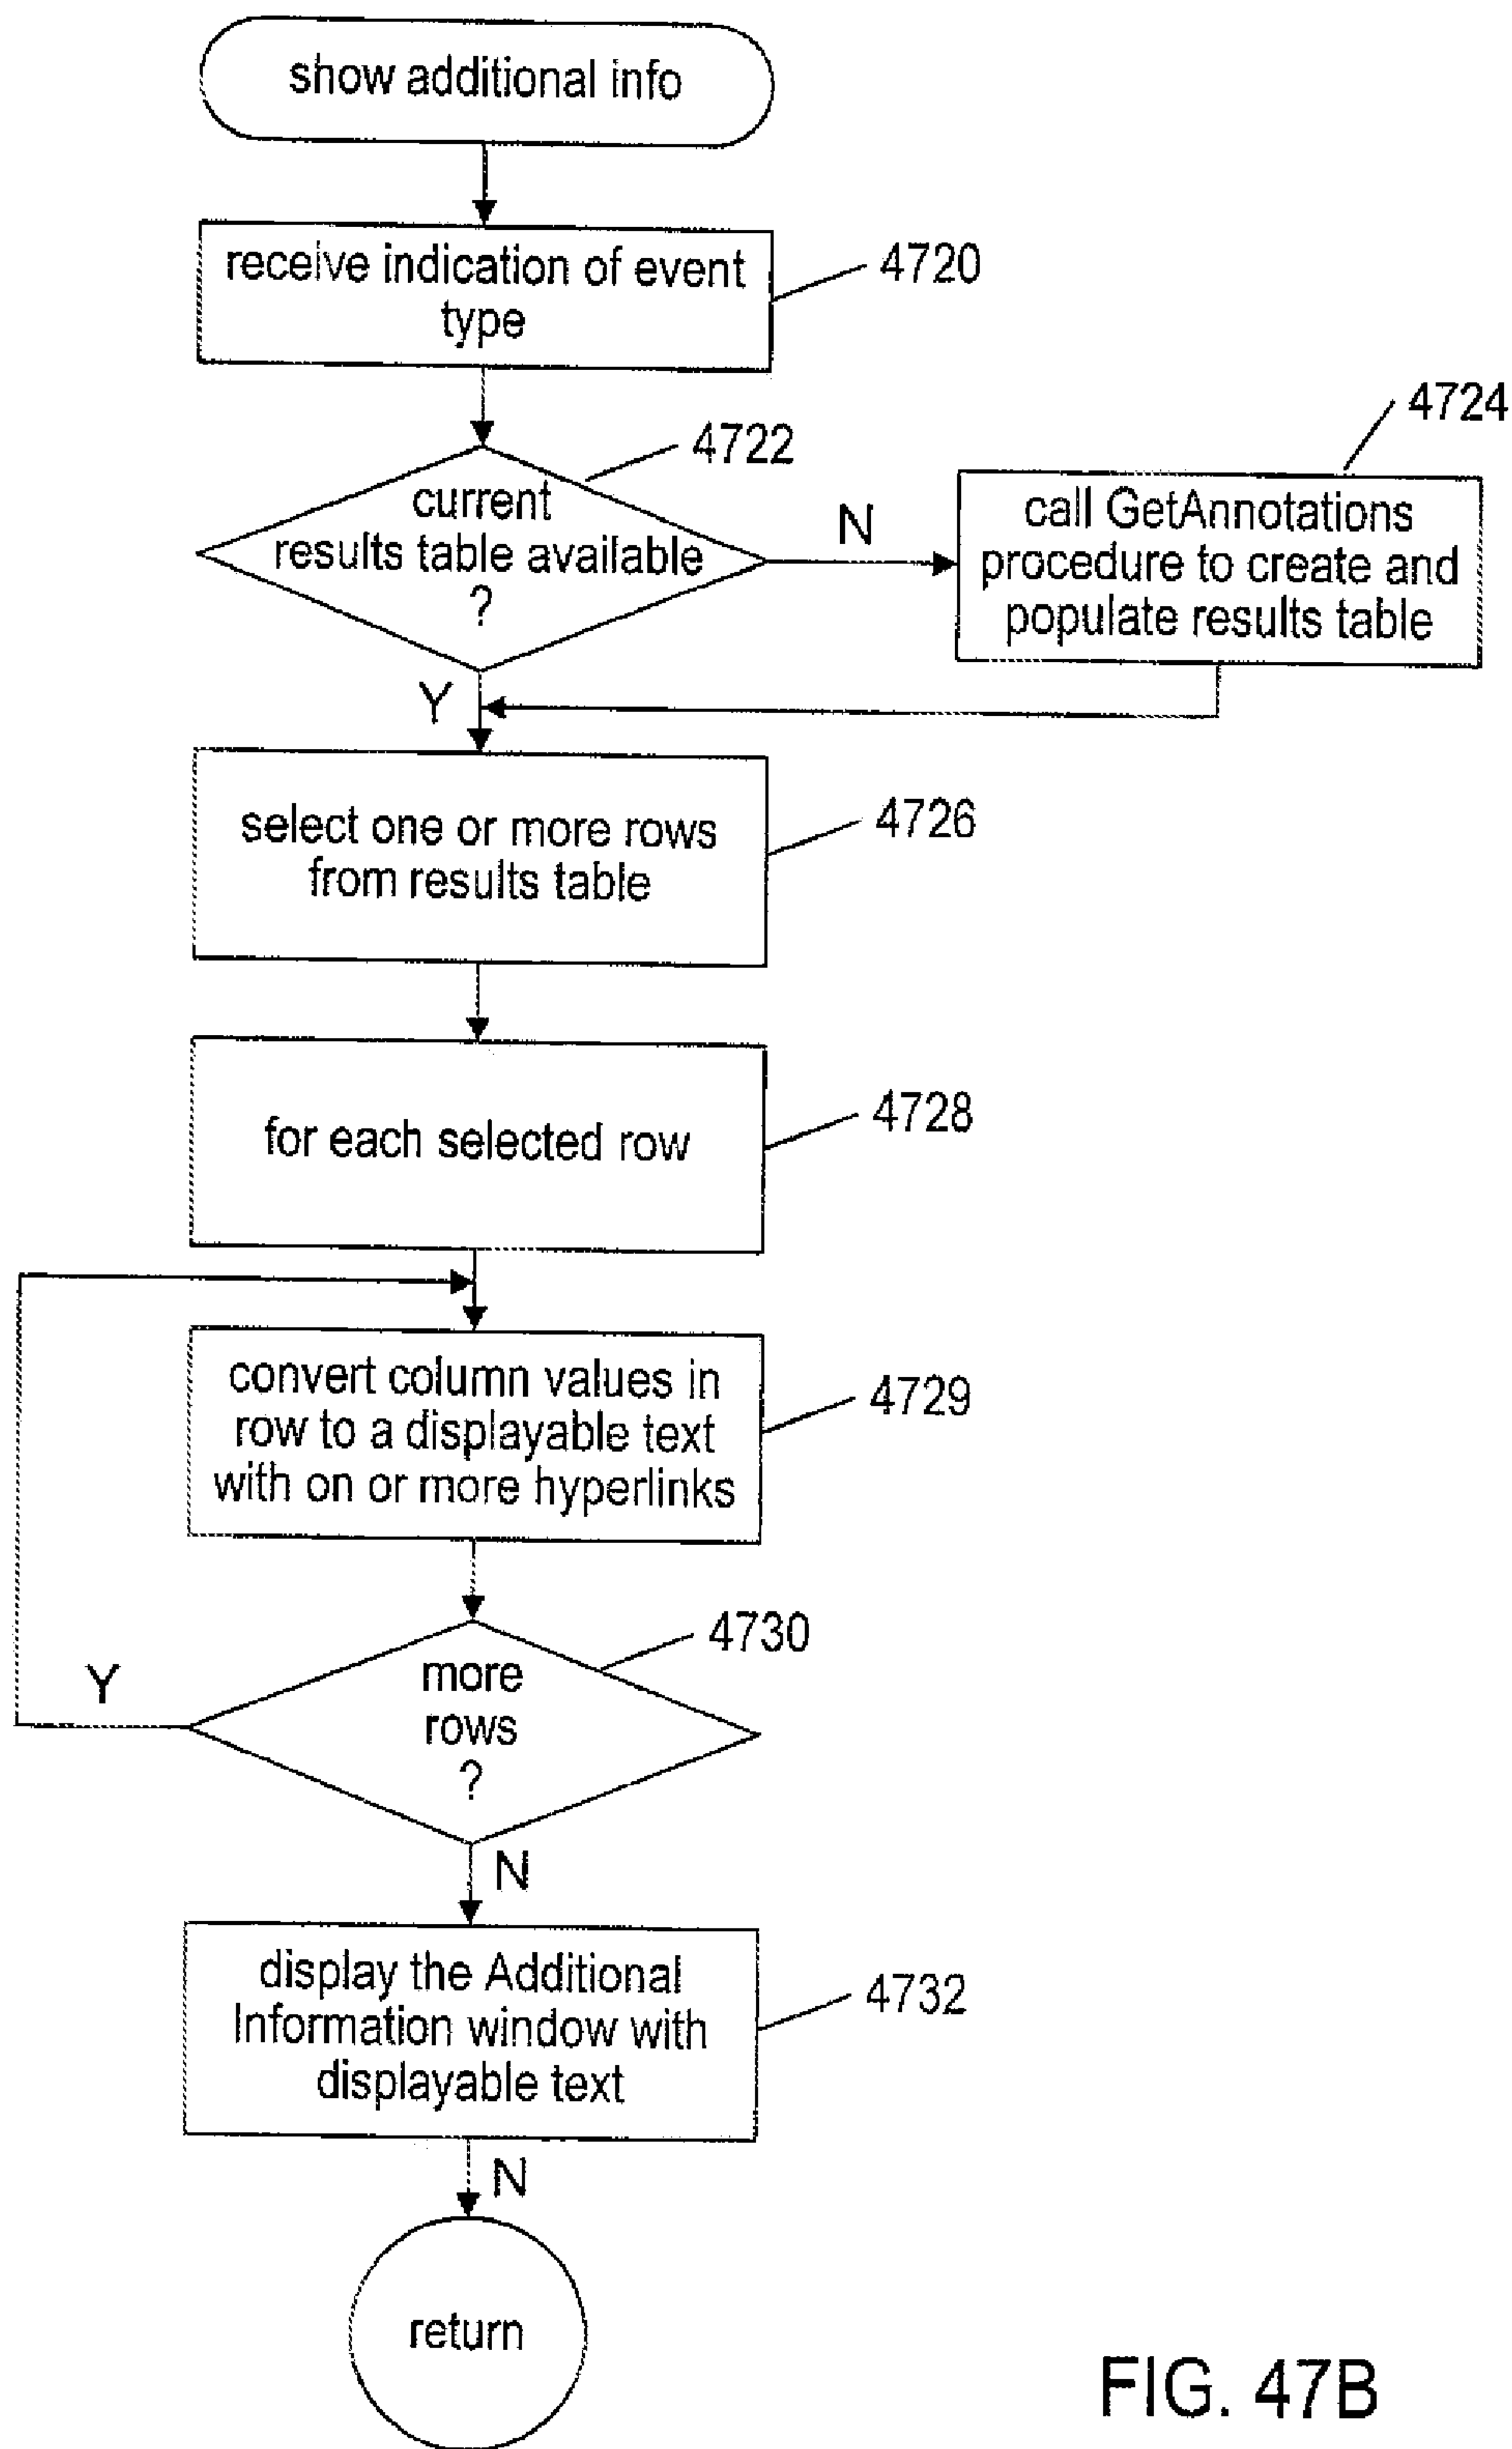 show additional info
receive indication of event
type
4720
4722
current
results table available
?
N
4724
call GetAnnotations
procedure to create and
populate results table
Y
select one or more rows
from results table
4726
for each selected row
4728
convert column values in
row to a displayable text
with on or more hyperlinks
4729
4730
more
rows
?
Y
N
display the Additional
Information window with
displayable text
4732
N
return
FIG. 47B